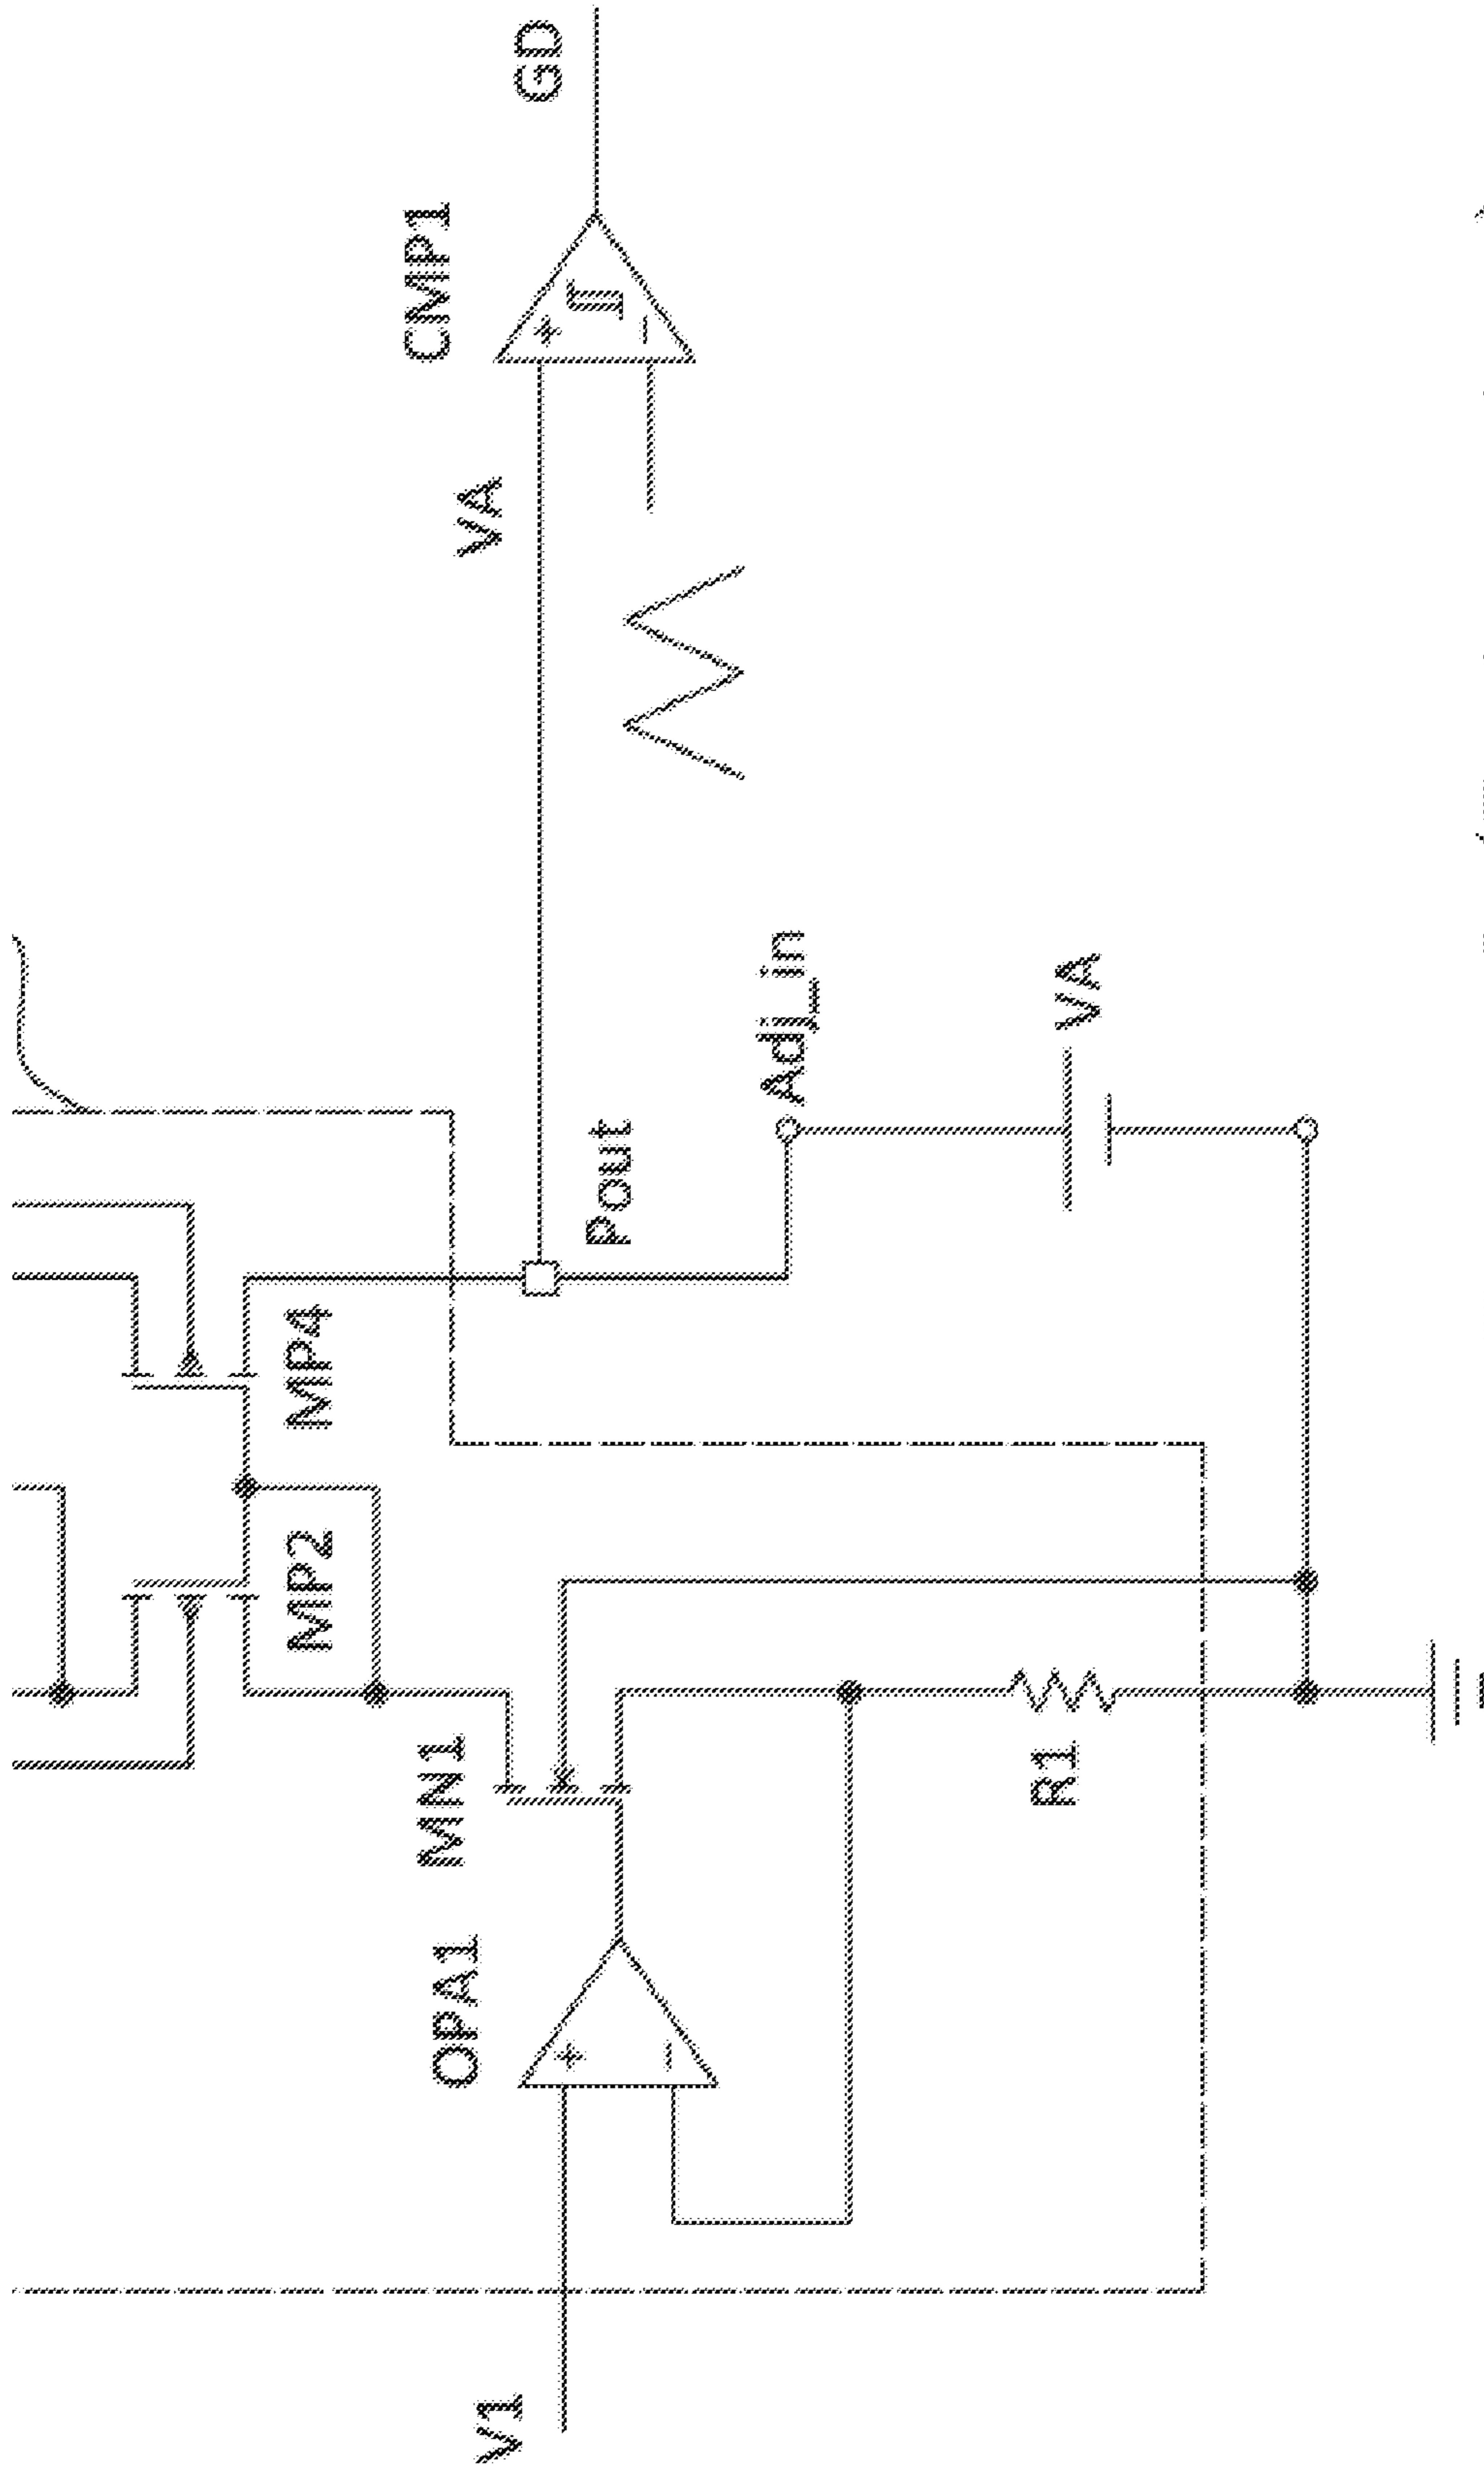 MP2
MP4
MN1
OPA1
V1
R1
Pout
Adj_in
VA
VA
CMP1
GD